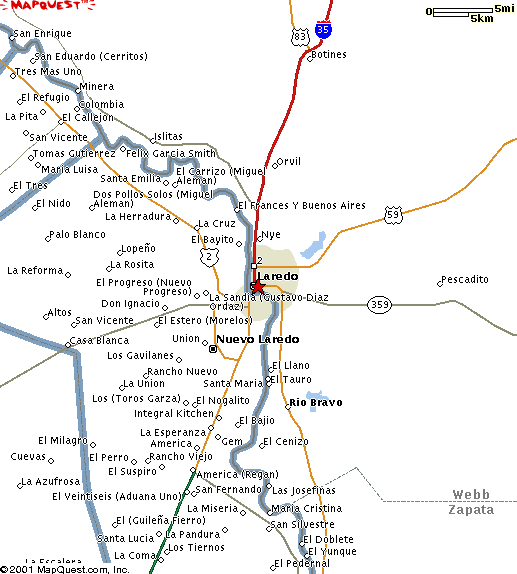 MAPQUEST™
0 5mi
5km
San Enrique
83
35
San Eduardo (Cerritos)
Botines
Tres Mas Uno
Minera
El Refugio
Colombia
La Pita
El Callejon
San Vicente
Islitas
Tomas Gutierrez
Felix Garcia Smith
Maria Luisa
El Carrizo (Miguel
Aleman)
Orvil
Santa Emilia
El Tres
Dos Pollos Solos (Miguel
Aleman)
El Nido
El Frances Y Buenos Aires
La Herradura
59
La Cruz
Palo Blanco
El Bayito
Nye
Lopeño
2
2
La Rosita
La Reforma
Laredo
El Progreso (Nuevo
Progreso)
Pescadito
La Sandia (Gustavo Diaz
Ordaz)
359
Don Ignacio
Altos
San Vicente
El Estero (Morelos)
Casa Blanca
Union
Nuevo Laredo
Los Gavilanes
El Llano
Rancho Nuevo
El Tauro
La Union
Santa Maria
Los (Toros Garza)
El Nogalito
Rio Bravo
Integral Kitchen
El Bajio
La Esperanza
El Milagro
Gem
El Cenizo
America
Cuevas
El Perro
Rancho Viejo
El Suspiro
America (Regan)
La Azufrosa
San Fernando
Las Josefinas
El Veintiseis (Aduana Uno)
Webb
Zapata
La Miseria
Maria Cristina
El (Guileña Fierro)
San Silvestre
Santa Lucia
La Pandura
El Doblete
Los Tiernos
El Yunque
La Escalera
La Coma
El Pedernal
©2001 MapQuest.com, Inc.